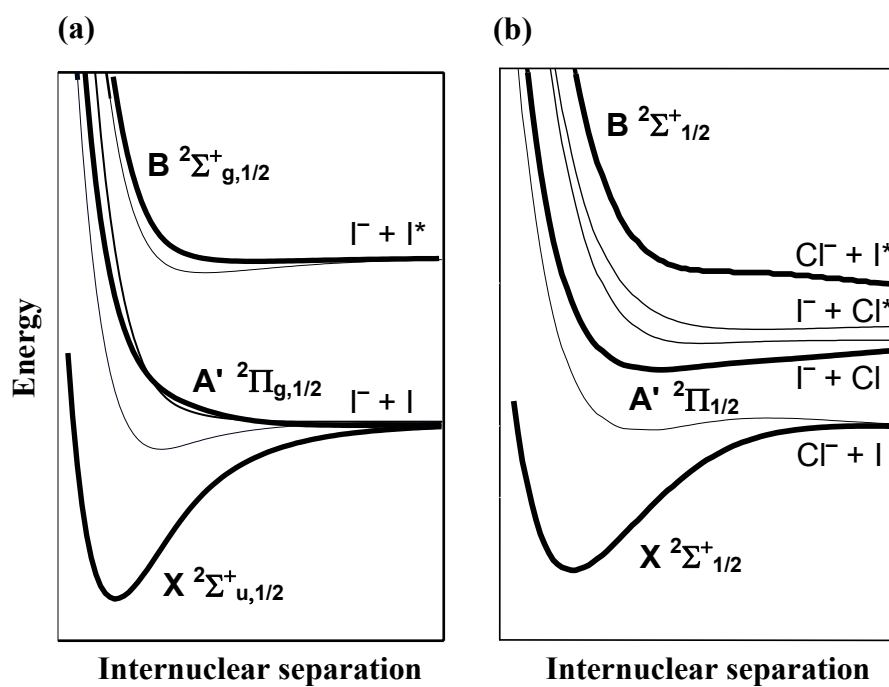 (a)
B ²Σ⁺g,1/2
I⁻ + I*
A' ²Πg,1/2
I⁻ + I
X ²Σ⁺u,1/2
Energy
Internuclear separation
(b)
B ²Σ⁺1/2
Cl⁻ + I*
I⁻ + Cl*
I⁻ + Cl
A' ²Π1/2
Cl⁻ + I
X ²Σ⁺1/2
Internuclear separation